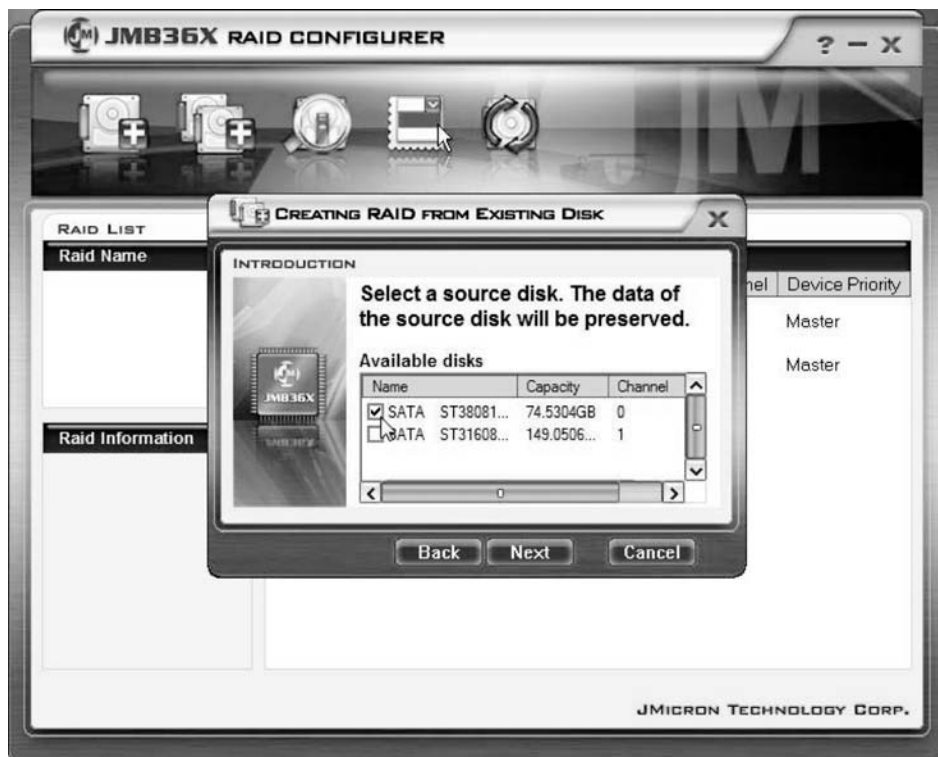 JMB36X RAID CONFIGURER
? – X
JM
RAID LIST
Raid Name
nel Device Priority
Master
Master
Raid Information
CREATING RAID FROM EXISTING DISK
X
INTRODUCTION
Select a source disk. The data of
the source disk will be preserved.
Available disks
Name Capacity Channel
SATA ST38081... 74.5304GB 0
SATA ST31608... 149.0506... 1
JM
JMB36X
Back Next Cancel
JMICRON TECHNOLOGY CORP.